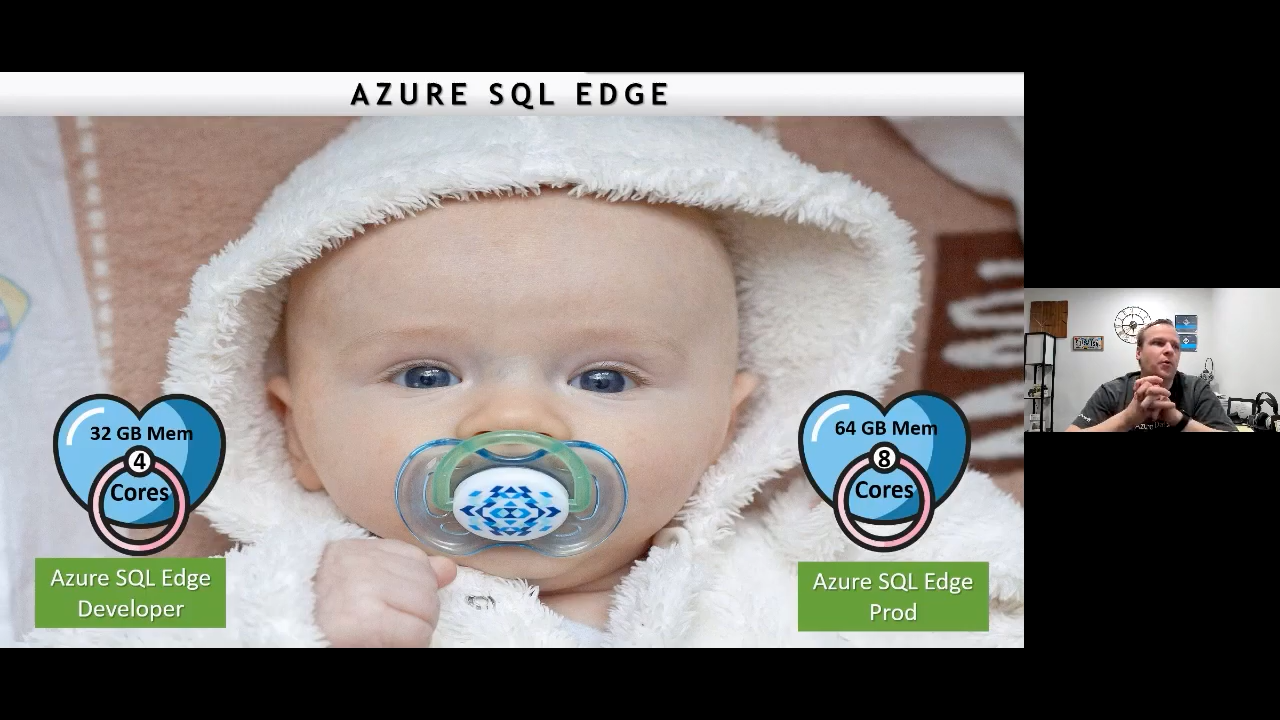 AZURE SQL EDGE
32 GB Mem
4
Cores
Azure SQL Edge
Developer
64 GB Mem
8
Cores
Azure SQL Edge
Prod